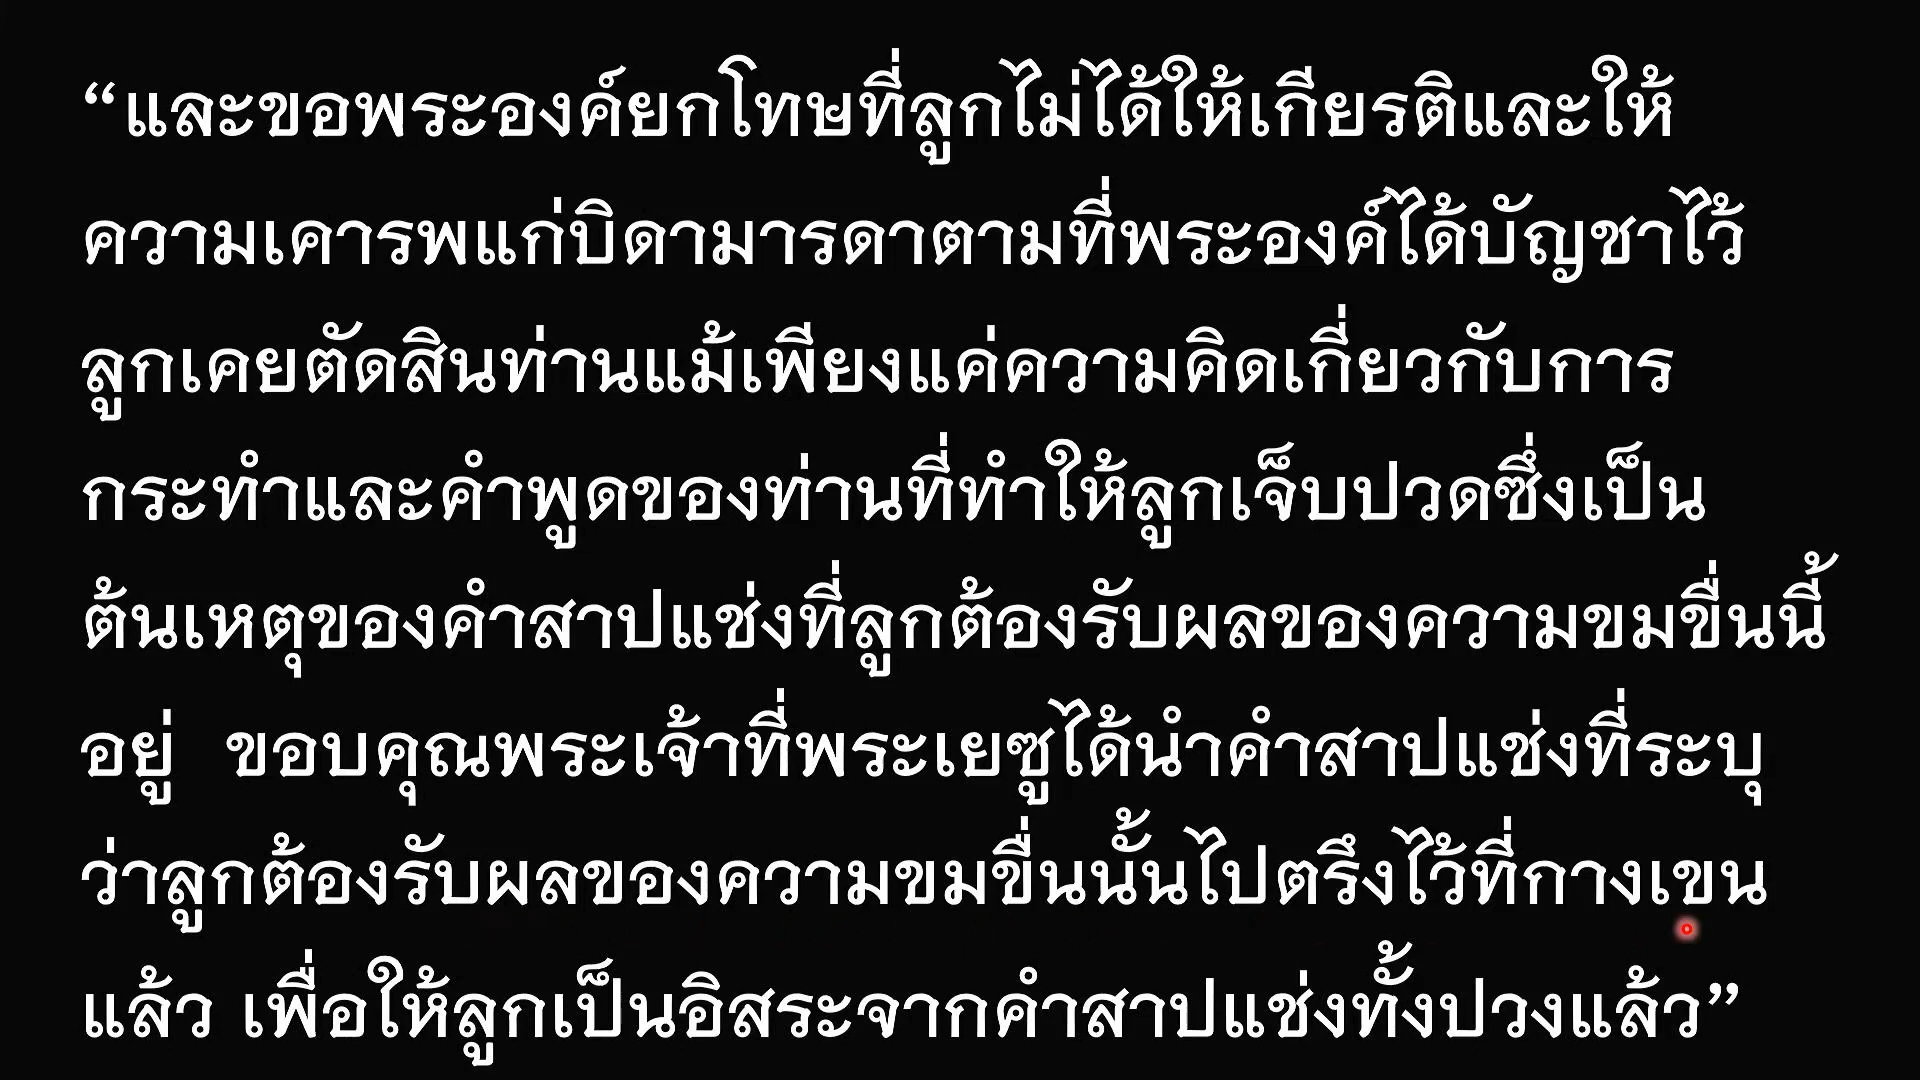 “และขอพระองค์ยกโทษที่ลูกไม่ได้ให้เกียรติและให้
ความเคารพแก่บิดามารดาตามที่พระองค์ได้บัญชาไว้
ลูกเคยตัดสินท่านแม้เพียงแค่ความคิดเกี่ยวกับการ
กระทำและคำพูดของท่านที่ทำให้ลูกเจ็บปวดซึ่งเป็น
ต้นเหตุของคำสาปแช่งที่ลูกต้องรับผลของความขมขื่นนี้
อยู่  ขอบคุณพระเจ้าที่พระเยซูได้นำคำสาปแช่งที่ระบุ
ว่าลูกต้องรับผลของความขมขื่นนั้นไปตรึงไว้ที่กางเขน
แล้ว เพื่อให้ลูกเป็นอิสระจากคำสาปแช่งทั้งปวงแล้ว”